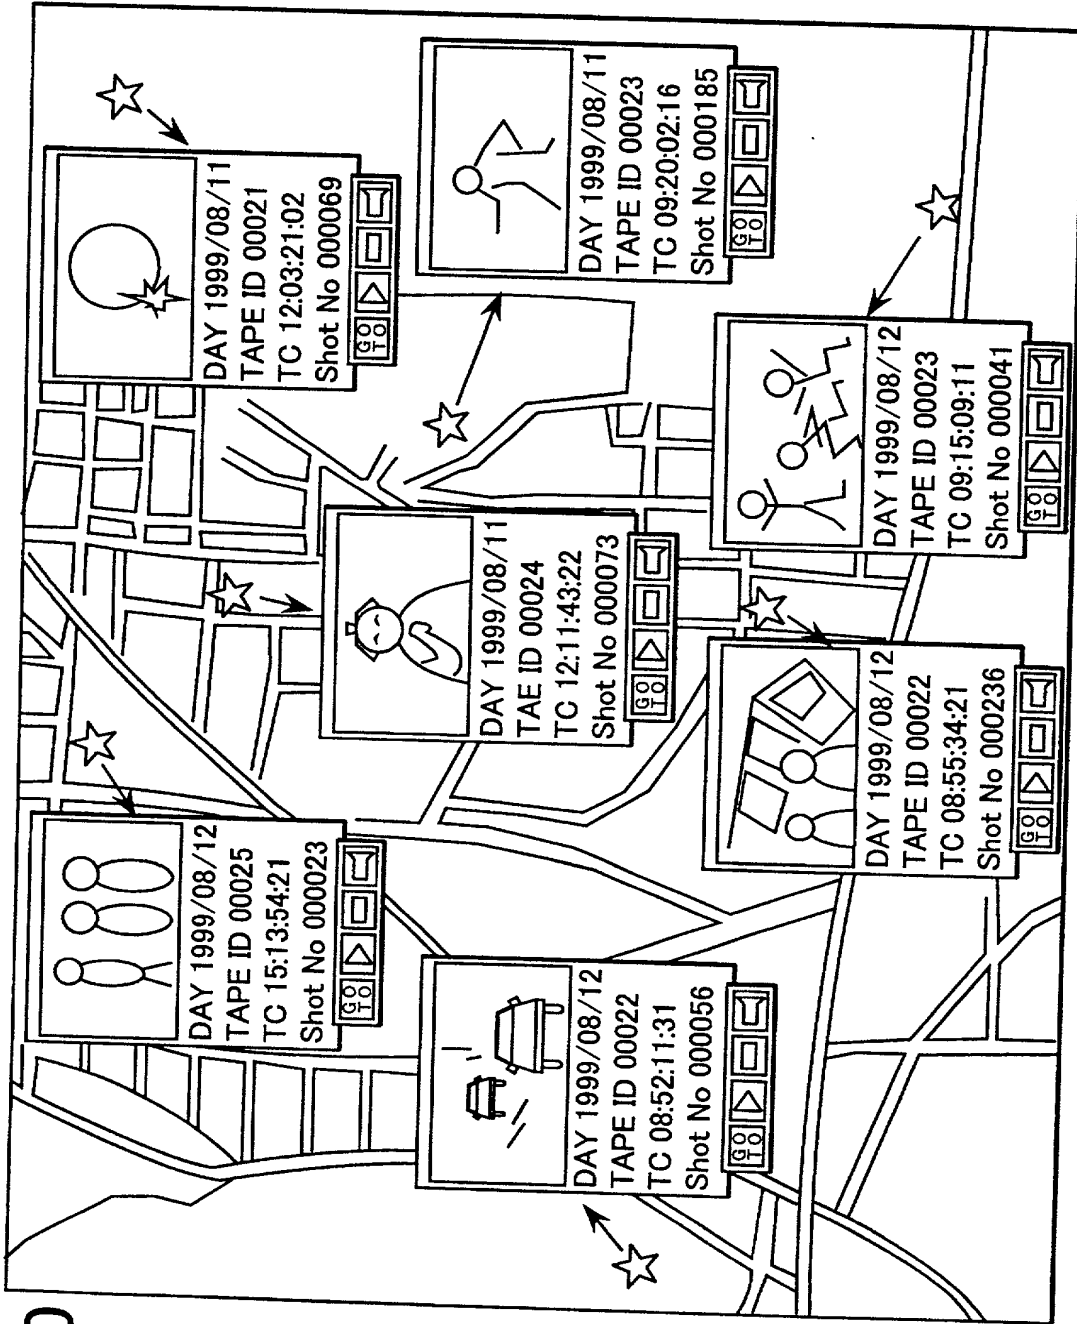 DAY 1999/08/12
TAPE ID 00025
TC 15:13:54:21
Shot No 000023
GO
TO
DAY 1999/08/11
TAPE ID 00021
TC 12:03:21:02
Shot No 000069
GO
TO
DAY 1999/08/11
TAE ID 00024
TC 12:11:43:22
Shot No 000073
GO
TO
DAY 1999/08/12
TAPE ID 00022
TC 08:52:11:31
Shot No 000056
GO
TO
DAY 1999/08/11
TAPE ID 00023
TC 09:20:02:16
Shot No 000185
GO
TO
DAY 1999/08/12
TAPE ID 00022
TC 08:55:34:21
Shot No 000236
GO
TO
DAY 1999/08/12
TAPE ID 00023
TC 09:15:09:11
Shot No 000041
GO
TO